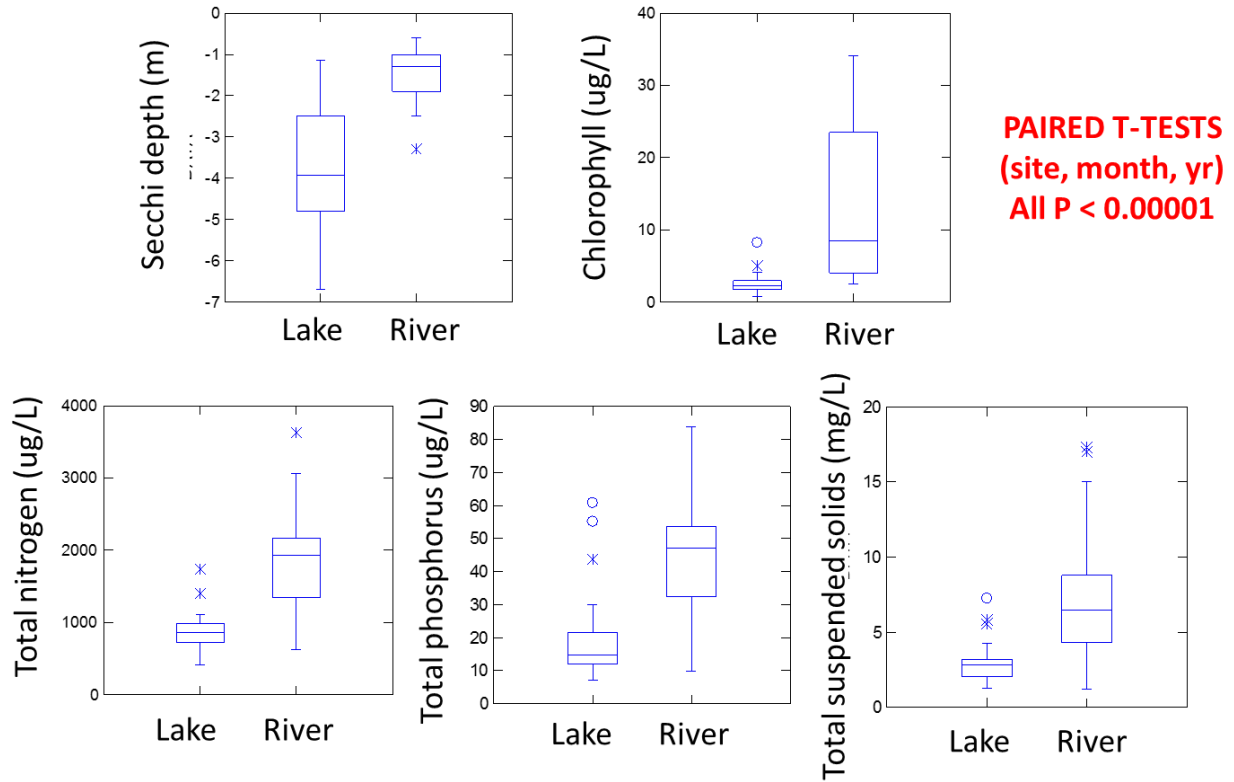 Secchi depth (m)
0
-1
-2
-3
-4
-5
-6
-7
Lake
River
Chlorophyll (ug/L)
40
30
20
10
0
Lake
River
PAIRED T-TESTS
(site, month, yr)
All P < 0.00001
Total nitrogen (ug/L)
4000
3000
2000
1000
0
Lake
River
Total phosphorus (ug/L)
90
80
70
60
50
40
30
20
10
0
Lake
River
Total suspended solids (mg/L)
20
15
10
5
0
Lake
River